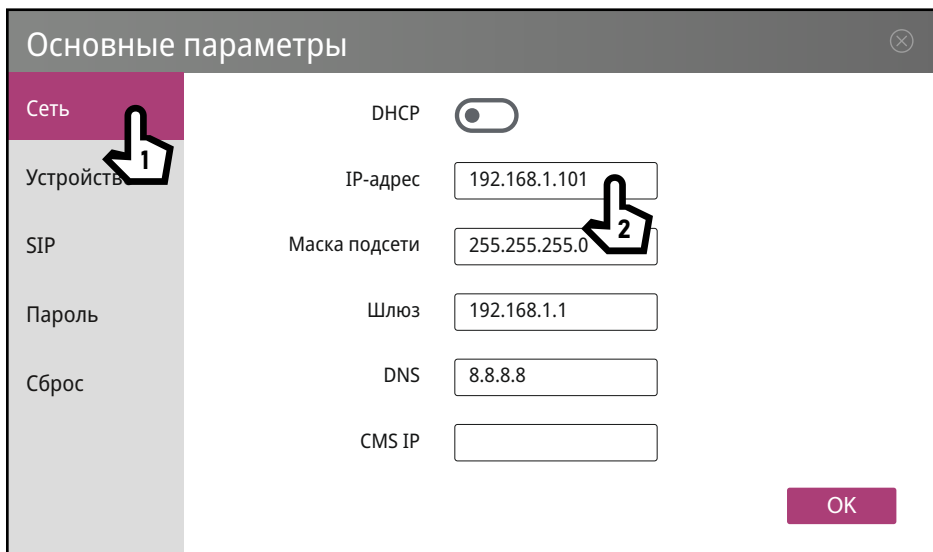 Основные параметры
Сеть
1
Устройств
SIP
Пароль
Сброс
DHCP
IP-адрес 192.168.1.101
2
Маска подсети 255.255.255.0
Шлюз 192.168.1.1
DNS 8.8.8.8
CMS IP
OK